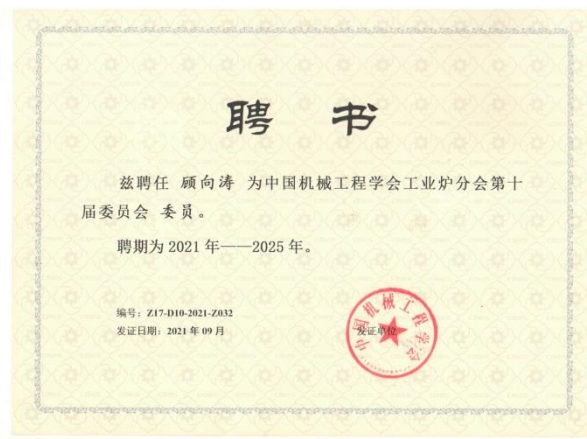 聘书
兹聘任 顾向涛 为中国机械工程学会工业炉分会第十
届委员会 委员。
聘期为 2021 年——2025 年。
编号：Z17-D10-2021-Z032
发证日期：2021 年 09 月
发证单位
中国机械工程学会